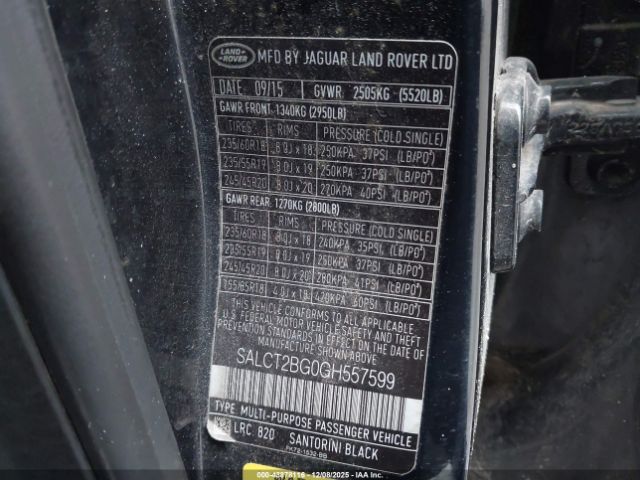 LAND ROVER MFD BY JAGUAR LAND ROVER LTD
DATE 09/15 GVWR 2505KG (5520LB)
GAWR FRONT 1340KG (2950LB)
TIRES RIMS PRESSURE (COLD SINGLE)
235/60R18 8.0J x 18 250KPA 37PSI (LB/PO²)
235/55R19 8.0J x 19 250KPA 37PSI (LB/PO²)
245/45R20 8.0J x 20 270KPA 40PSI (LB/PO²)
GAWR REAR 1270KG (2800LB)
TIRES RIMS PRESSURE (COLD SINGLE)
235/60R18 8.0J x 18 240KPA 35PSI (LB/PO²)
235/55R19 8.0J x 19 250KPA 37PSI (LB/PO²)
245/45R20 8.0J x 20 280KPA 41PSI (LB/PO²)
155/85R18 4.0J x 18 420KPA 60PSI (LB/PO²)
THIS VEHICLE CONFORMS TO ALL APPLICABLE
U.S FEDERAL MOTOR VEHICLE SAFETY AND THEFT
PREVENTION STANDARDS IN EFFECT ON THE DATE OF
MANUFACTURE SHOWN ABOVE
SALCT2BG0GH557599
TYPE MULTI-PURPOSE PASSENGER VEHICLE
LRC 820 SANTORINI BLACK
000-43878116 - 12/08/2025 - IAAI.COM